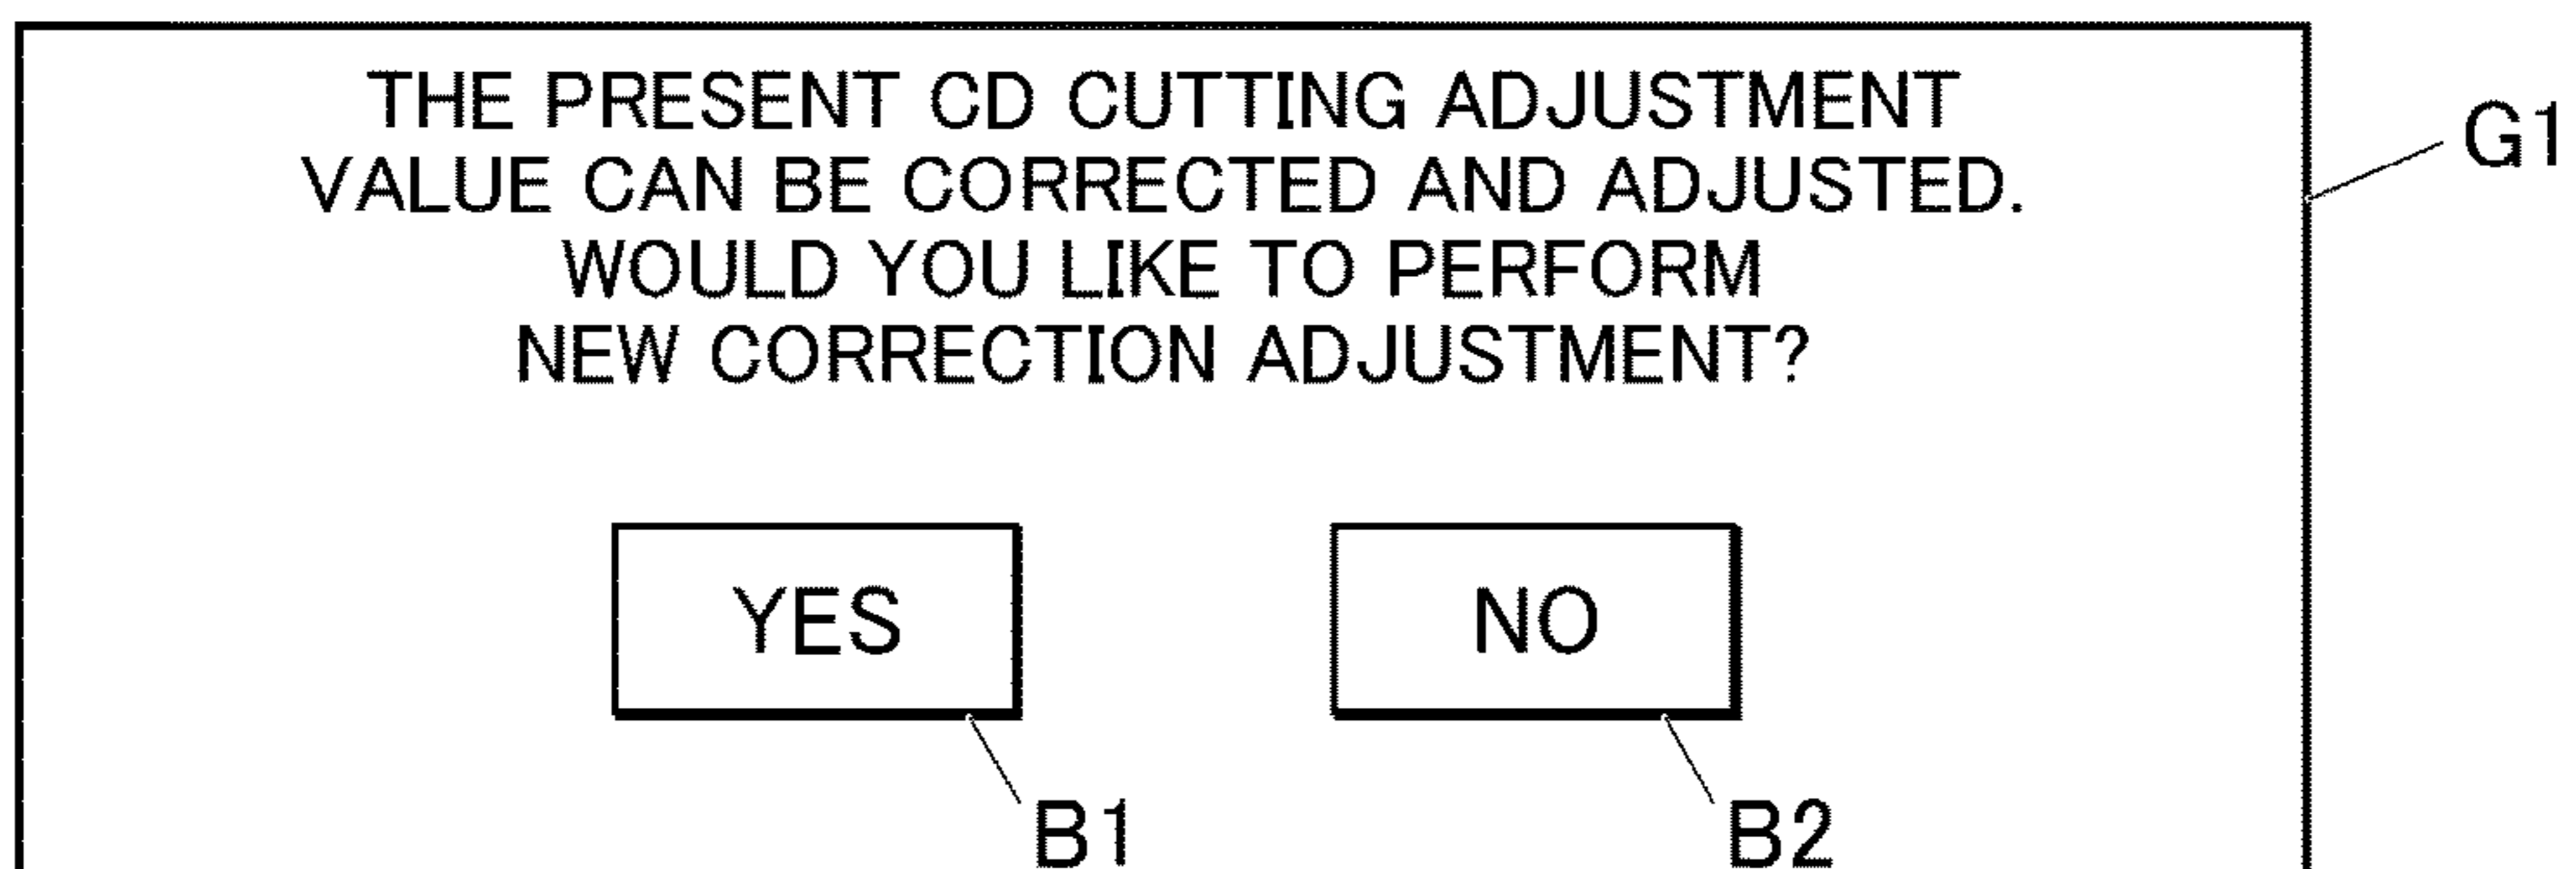 THE PRESENT CD CUTTING ADJUSTMENT
VALUE CAN BE CORRECTED AND ADJUSTED.
WOULD YOU LIKE TO PERFORM
NEW CORRECTION ADJUSTMENT?
G1
YES
NO
B1
B2